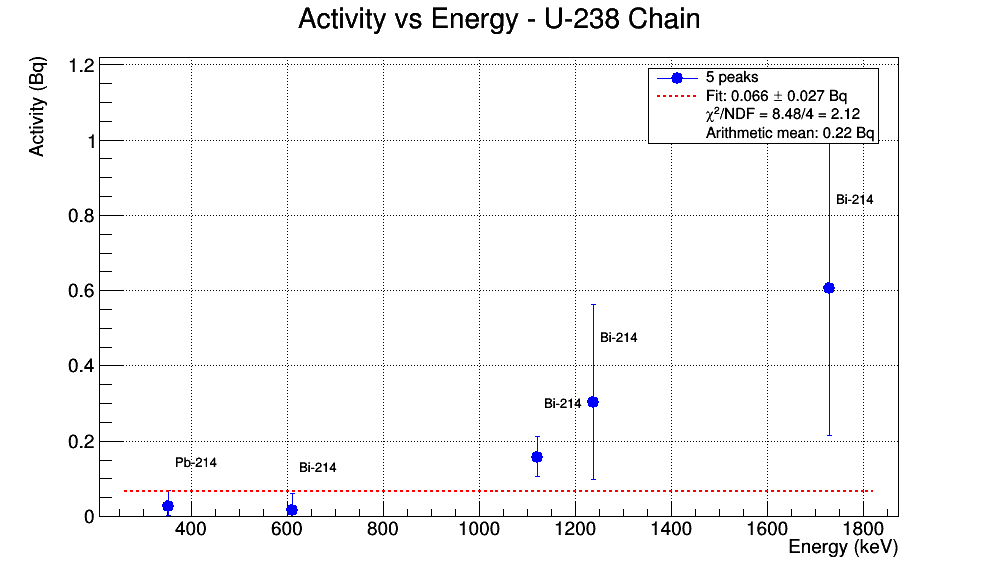 Activity vs Energy - U-238 Chain
Activity (Bq)
1.2
1
0.8
0.6
0.4
0.2
0
5 peaks
Fit: 0.066 ± 0.027 Bq
χ²/NDF = 8.48/4 = 2.12
Arithmetic mean: 0.22 Bq
Bi-214
Bi-214
Bi-214
Pb-214
Bi-214
400 600 800 1000 1200 1400 1600 1800
Energy (keV)